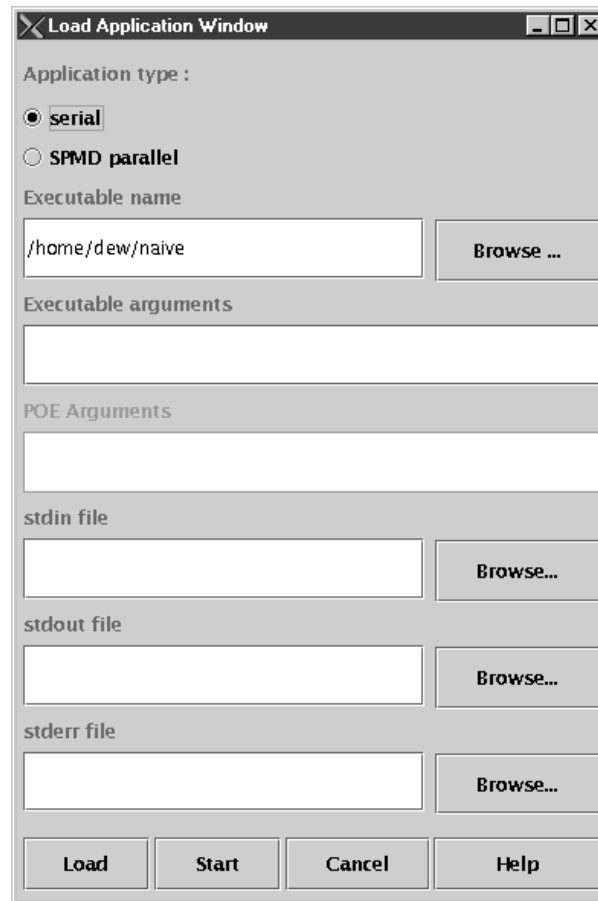 Load Application Window
Application type :
serial
SPMD parallel
Executable name
/home/dew/naive
Browse ...
Executable arguments
POE Arguments
stdin file
Browse...
stdout file
Browse...
stderr file
Browse...
Load Start Cancel Help